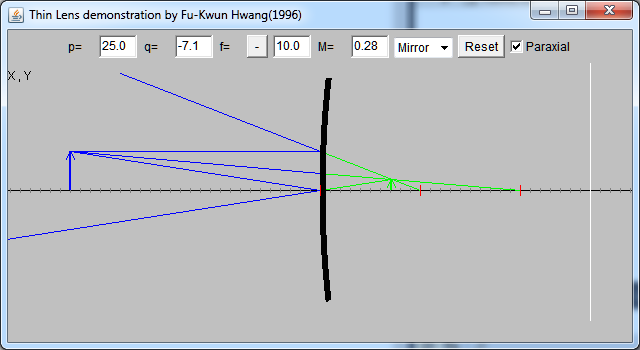 Thin Lens demonstration by Fu-Kwun Hwang(1996)
p= 25.0 q= -7.1 f= - 10.0 M= 0.28 Mirror Reset Paraxial
X,Y